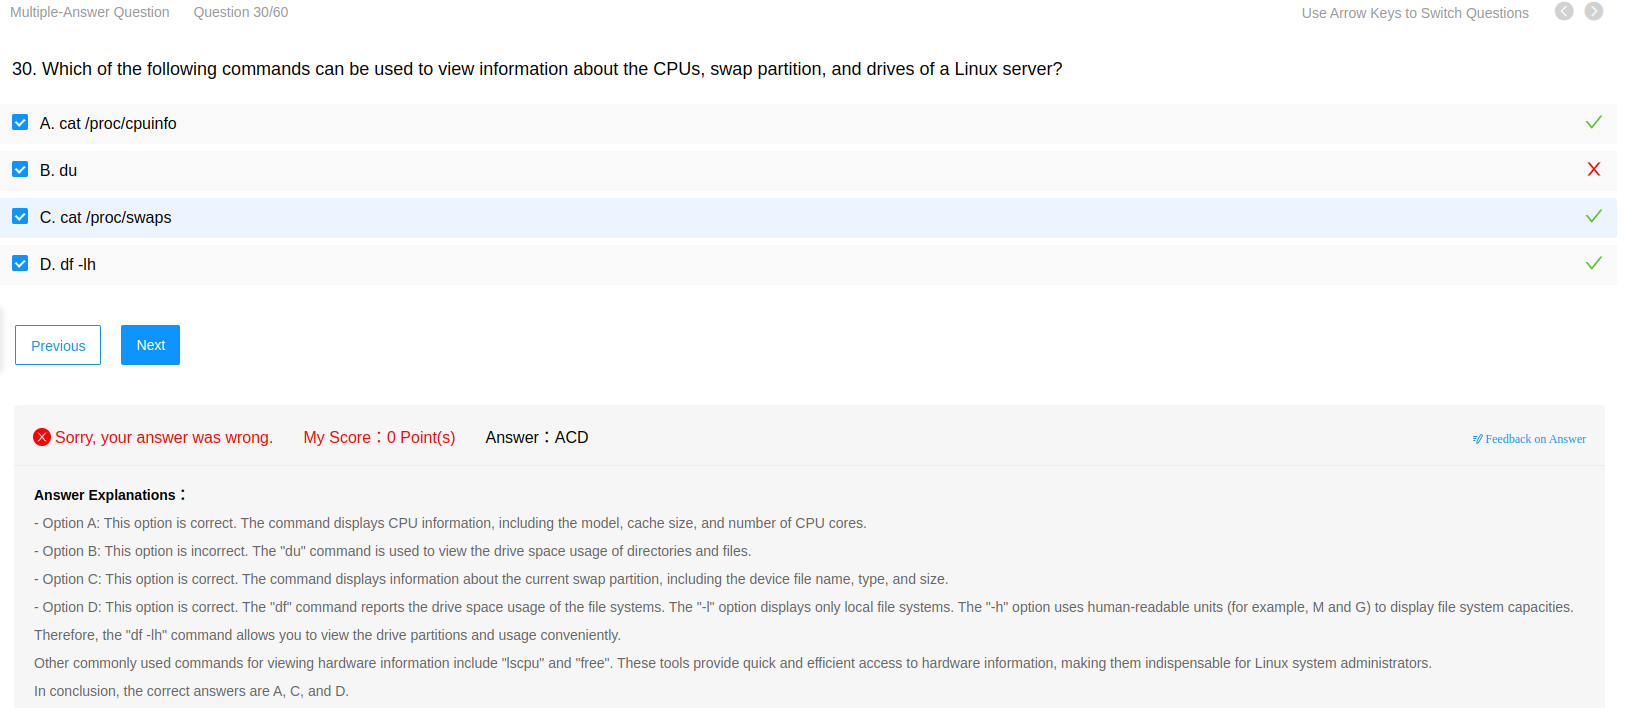 Multiple-Answer Question Question 30/60 Use Arrow Keys to Switch Questions
30. Which of the following commands can be used to view information about the CPUs, swap partition, and drives of a Linux server?
A. cat /proc/cpuinfo
B. du
C. cat /proc/swaps
D. df -lh
Previous Next
Sorry, your answer was wrong. My Score：0 Point(s) Answer：ACD Feedback on Answer
Answer Explanations：
- Option A: This option is correct. The command displays CPU information, including the model, cache size, and number of CPU cores.
- Option B: This option is incorrect. The "du" command is used to view the drive space usage of directories and files.
- Option C: This option is correct. The command displays information about the current swap partition, including the device file name, type, and size.
- Option D: This option is correct. The "df" command reports the drive space usage of the file systems. The "-l" option displays only local file systems. The "-h" option uses human-readable units (for example, M and G) to display file system capacities.
Therefore, the "df -lh" command allows you to view the drive partitions and usage conveniently.
Other commonly used commands for viewing hardware information include "lscpu" and "free". These tools provide quick and efficient access to hardware information, making them indispensable for Linux system administrators.
In conclusion, the correct answers are A, C, and D.